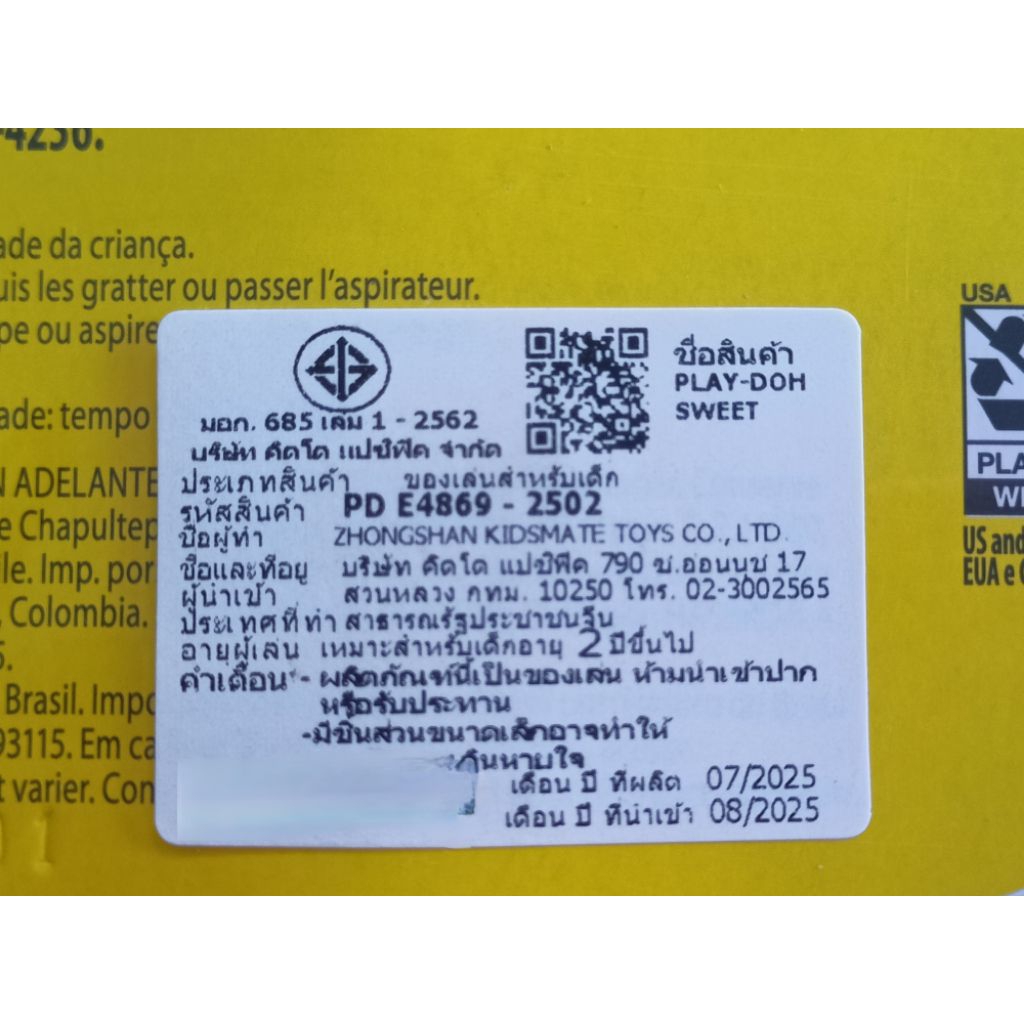 -4236.
ade da criança.
uis les gratter ou passer l'aspirateur.
pe ou aspire
ade: tempo
N ADELANTE
e Chapultep
ile. Imp. por
, Colombia.
5.
Brasil. Impo
93115. Em ca
t varier. Con
มอก. 685 เล่ม 1 - 2562
บริษัท คิดโด แปซิฟิค จำกัด
ชื่อสินค้า
PLAY-DOH
SWEET
ประเภทสินค้า ของเล่นสำหรับเด็ก
รหัสสินค้า PD E4869 - 2502
ชื่อผู้ทำ ZHONGSHAN KIDSMATE TOYS CO., LTD.
ชื่อและที่อยู่ บริษัท คิดโด แปซิฟิค 790 ซ.อ่อนนุช 17
ผู้นำเข้า สวนหลวง กทม. 10250 โทร. 02-3002565
ประเทศที่ทำ สาธารณรัฐประชาชนจีน
อายุผู้เล่น เหมาะสำหรับเด็กอายุ 2 ปีขึ้นไป
คำเตือน - ผลิตภัณฑ์นี้เป็นของเล่น ห้ามนำเข้าปาก
หรือรับประทาน
-มีชิ้นส่วนขนาดเล็กอาจทำให้
กลืนหายใจ
เดือน ปี ที่ผลิต 07/2025
เดือน ปี ที่นำเข้า 08/2025
USA
PLA
WI
US and
EUA e C